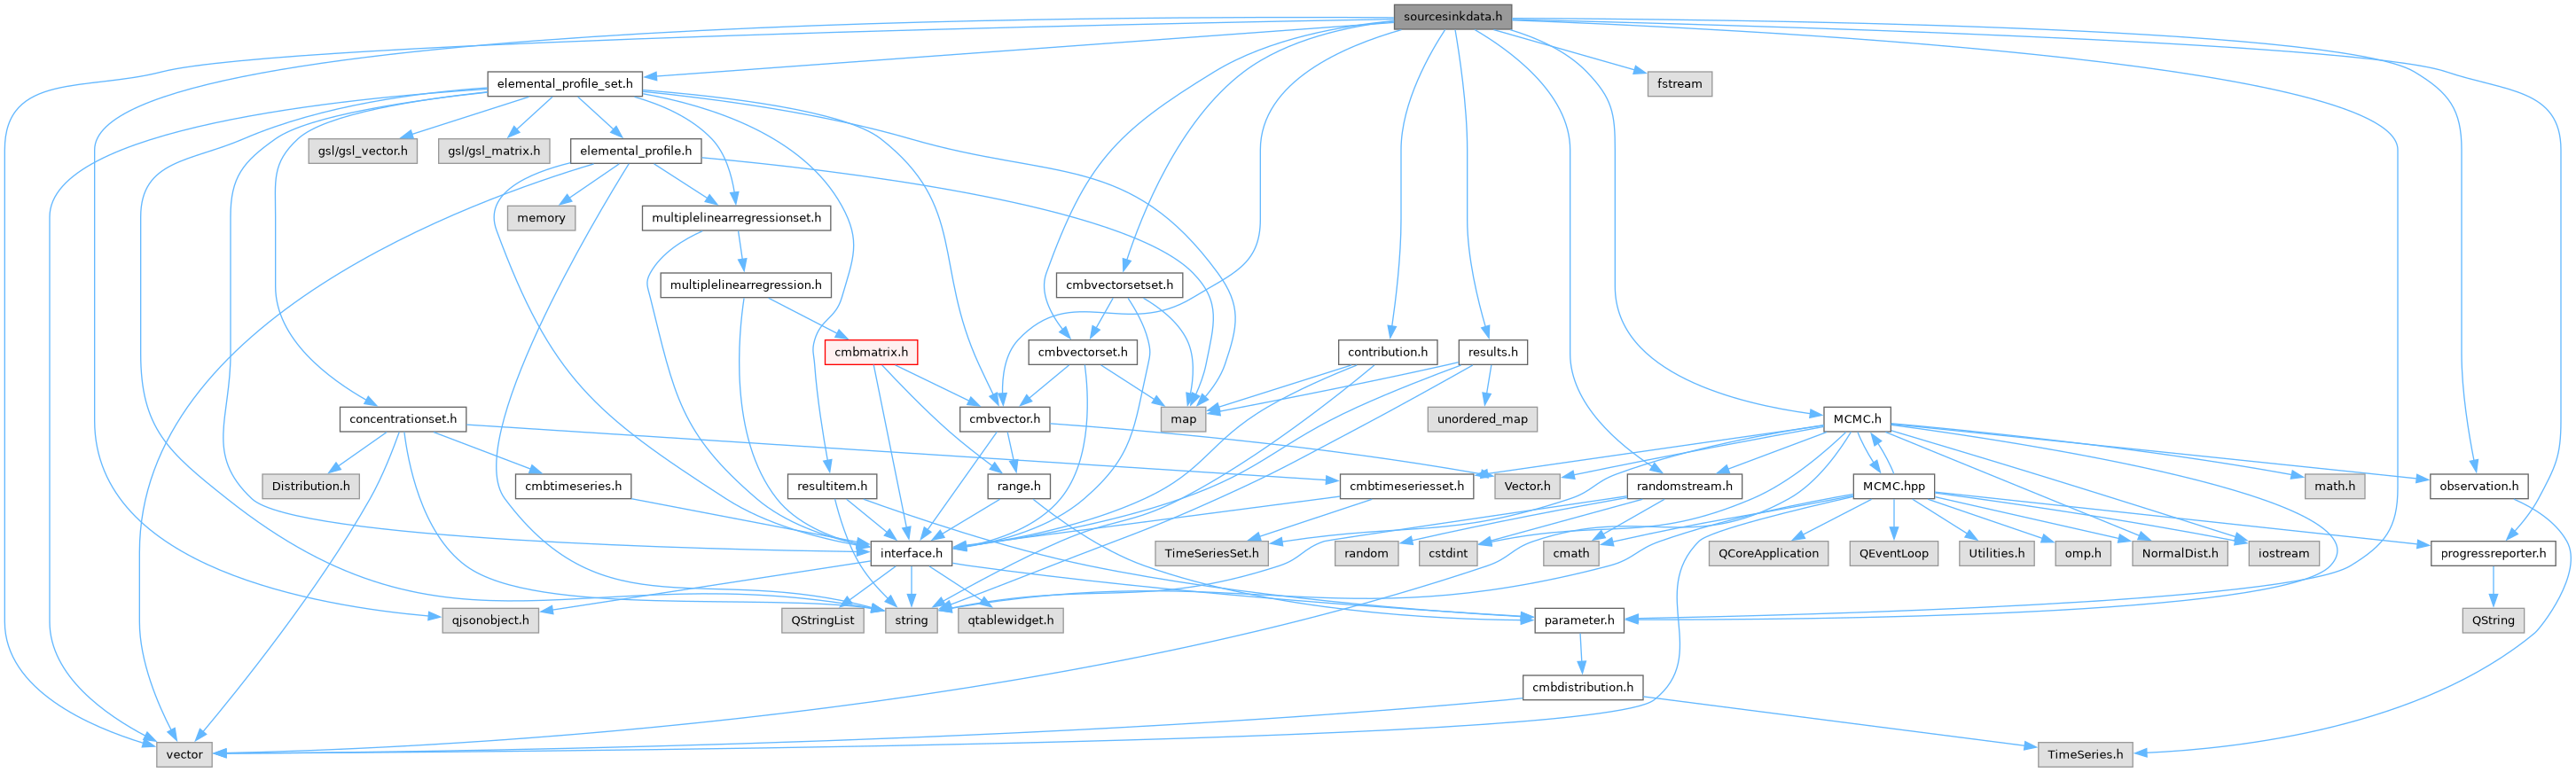 sourcesinkdata.h
elemental_profile_set.h
fstream
gsl/gsl_vector.h
gsl/gsl_matrix.h
elemental_profile.h
memory
multiplelinearregressionset.h
multiplelinearregression.h
cmbvectorsetset.h
cmbmatrix.h
cmbvectorset.h
contribution.h
results.h
concentrationset.h
cmbvector.h
map
unordered_map
MCMC.h
Distribution.h
cmbtimeseries.h
resultitem.h
range.h
cmbtimeseriesset.h
Vector.h
randomstream.h
MCMC.hpp
math.h
observation.h
interface.h
TimeSeriesSet.h
random
cstdint
cmath
QCoreApplication
QEventLoop
Utilities.h
omp.h
NormalDist.h
iostream
progressreporter.h
qjsonobject.h
QStringList
string
qtablewidget.h
parameter.h
QString
cmbdistribution.h
vector
TimeSeries.h